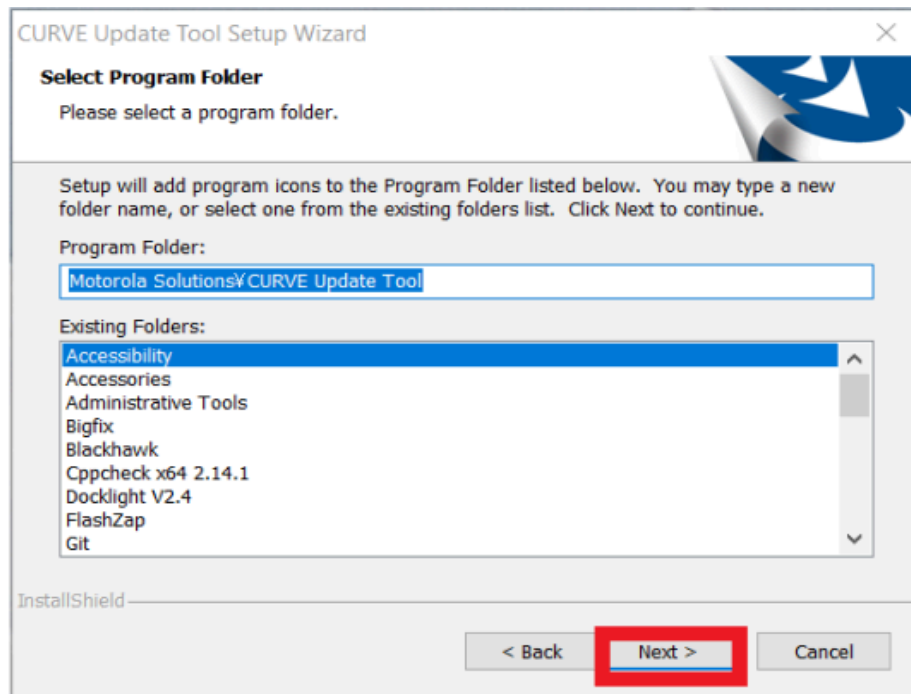 CURVE Update Tool Setup Wizard
Select Program Folder
Please select a program folder.
Setup will add program icons to the Program Folder listed below.  You may type a new
folder name, or select one from the existing folders list.  Click Next to continue.
Program Folder:
Motorola Solutions¥CURVE Update Tool
Existing Folders:
Accessibility
Accessories
Administrative Tools
Bigfix
Blackhawk
Cppcheck x64 2.14.1
Docklight V2.4
FlashZap
Git
InstallShield
< Back
Next >
Cancel